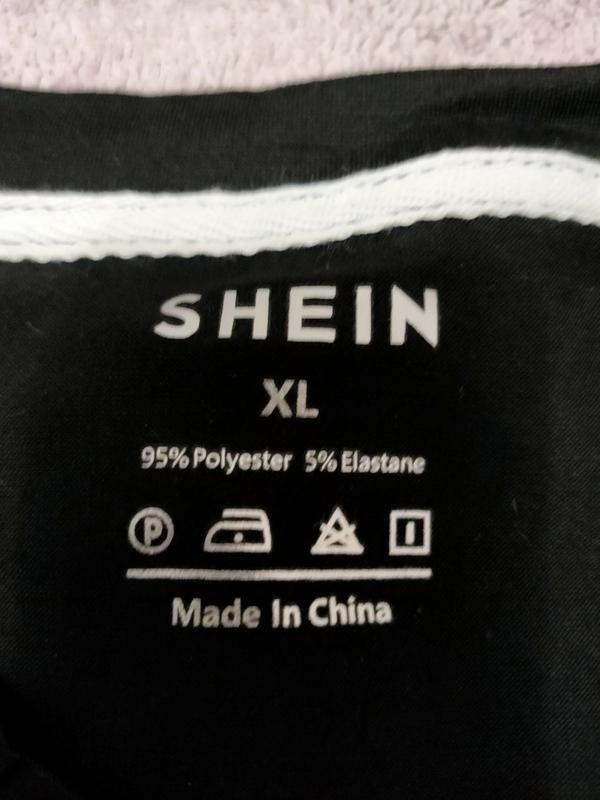 SHEIN
XL
95% Polyester 5% Elastane
P
Made In China